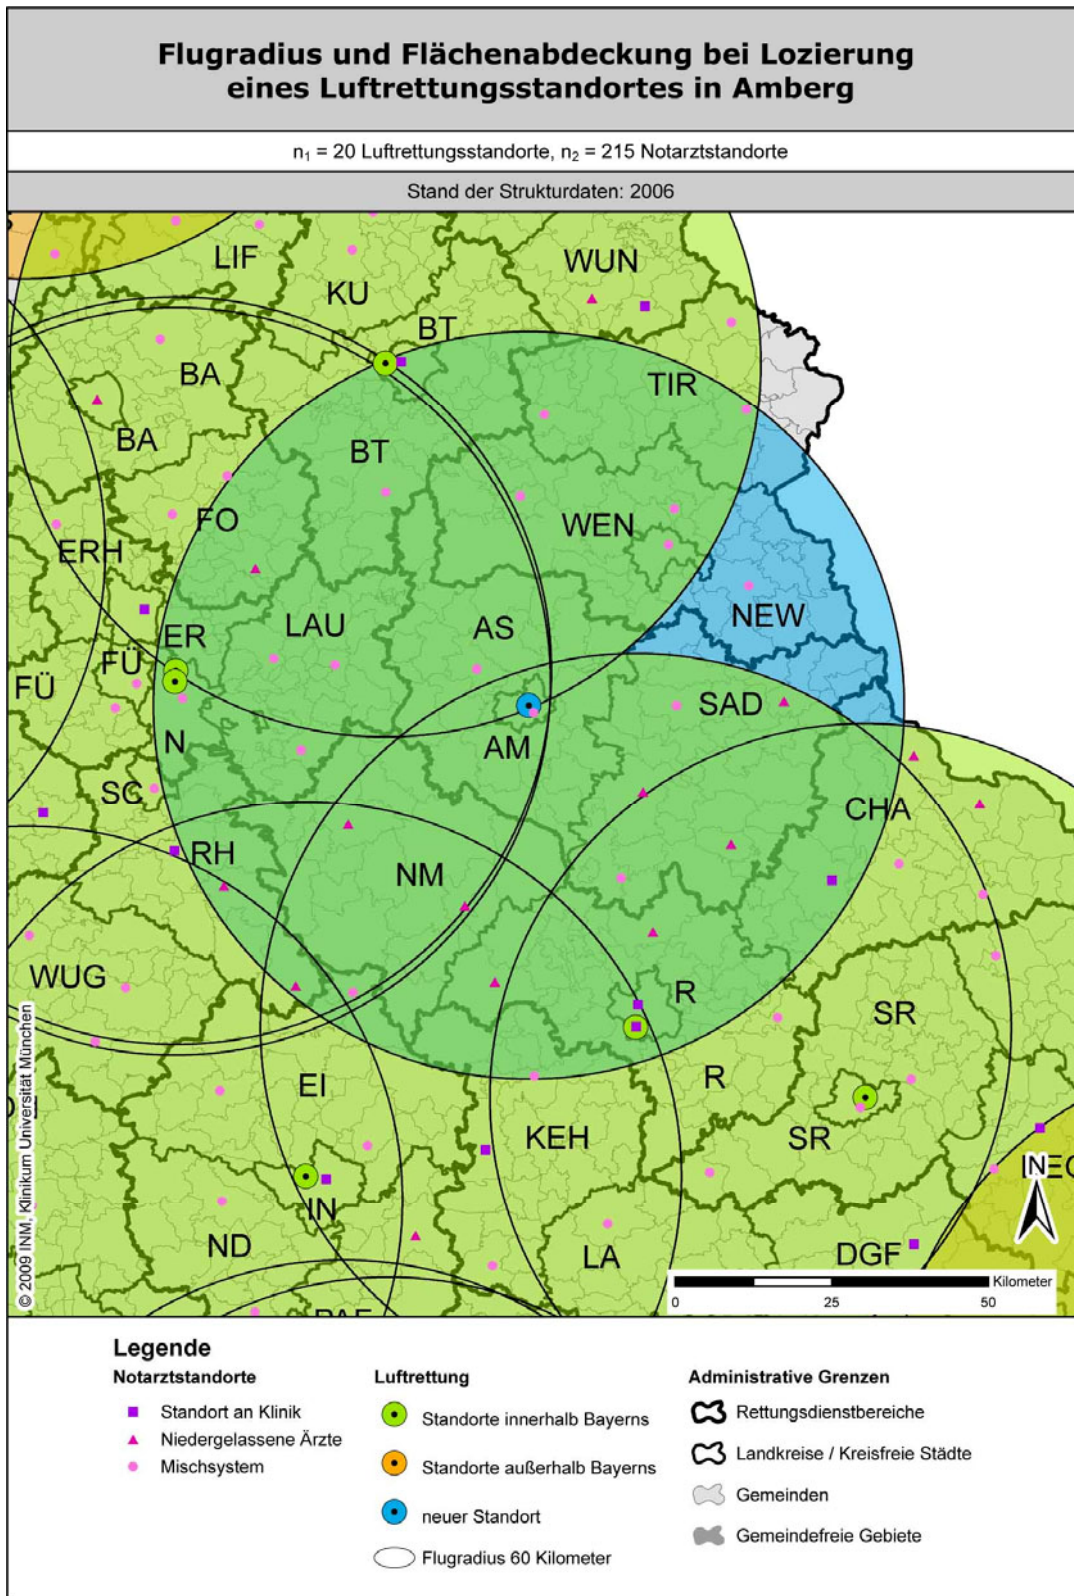 Flugradius und Flächenabdeckung bei Lozierung
eines Luftrettungsstandortes in Amberg
n₁ = 20 Luftrettungsstandorte, n₂ = 215 Notarztstandorte
Stand der Strukturdaten: 2006
LIF
WUN
KU
BT
BA
TIR
BA
BT
FO
WEN
ERH
ER
LAU
AS
NEW
FÜ
FÜ
SAD
N
AM
SC
CHA
RH
NM
WUG
R
SR
EI
R
KEH
SR
IN
ND
LA
DGF
N
Kilometer
0 25 50
© 2009 INM, Klinikum Universität München
Legende
Notarztstandorte
Standort an Klinik
Niedergelassene Ärzte
Mischsystem
Luftrettung
Standorte innerhalb Bayerns
Standorte außerhalb Bayerns
neuer Standort
Flugradius 60 Kilometer
Administrative Grenzen
Rettungsdienstbereiche
Landkreise / Kreisfreie Städte
Gemeinden
Gemeindefreie Gebiete